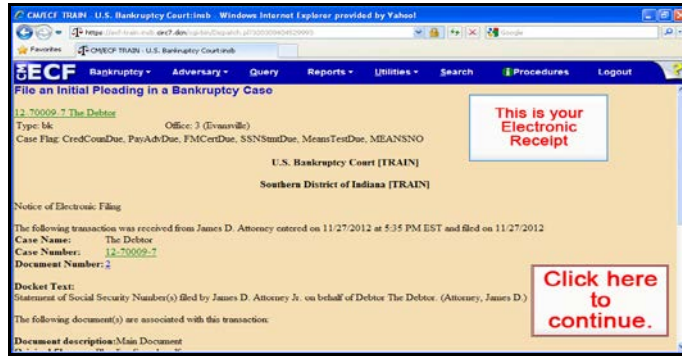 CM/ECF TRAIN - U.S. Bankruptcy Court:insb - Windows Internet Explorer provided by Yahoo!
Google
Favorites CM/ECF TRAIN - U.S. Bankruptcy Court:insb
ECF Bankruptcy Adversary Query Reports Utilities Search Procedures Logout ?
File an Initial Pleading in a Bankruptcy Case
12-70009-7 The Debtor
Type: bk Office: 3 (Evansville)
Case Flag: CredCounDue, PayAdvDue, FMCertDue, SSNStmtDue, MeansTestDue, MEANSNO
This is your
Electronic
Receipt
U.S. Bankruptcy Court [TRAIN]
Southern District of Indiana [TRAIN]
Notice of Electronic Filing
The following transaction was received from James D. Attorney entered on 11/27/2012 at 5:35 PM EST and filed on 11/27/2012
Case Name: The Debtor
Case Number: 12-70009-7
Document Number: 2
Docket Text:
Statement of Social Security Number(s) filed by James D. Attorney Jr. on behalf of Debtor The Debtor. (Attorney, James D.)
The following document(s) are associated with this transaction:
Document description:Main Document
Click here
to
continue.